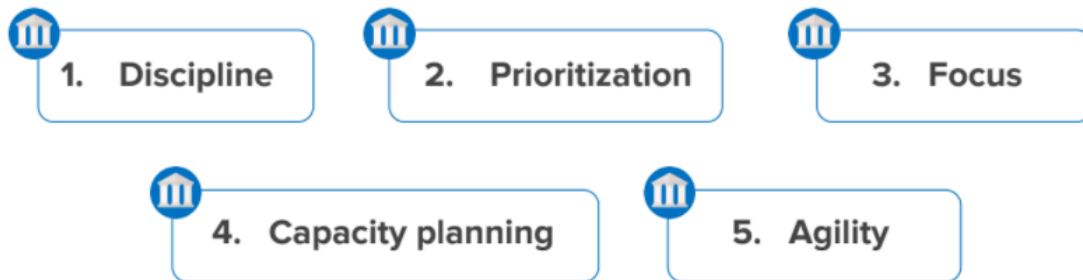 1. Discipline
2. Prioritization
3. Focus
4. Capacity planning
5. Agility